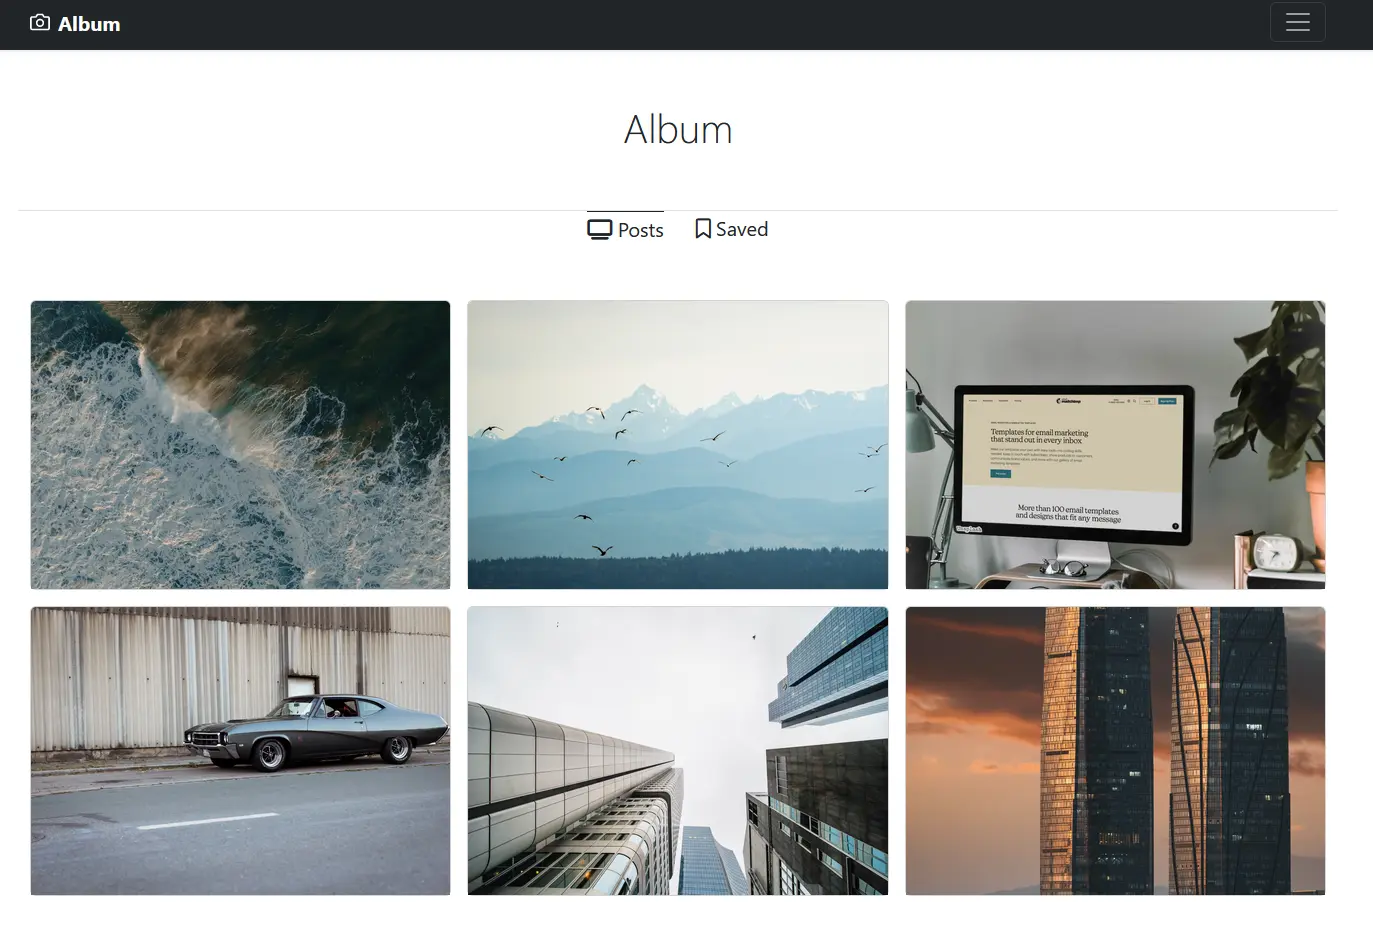 Album
Album
Posts
Saved
Templates for email marketing
that stand out in every inbox
More than 100 email templates
and designs that fit any message